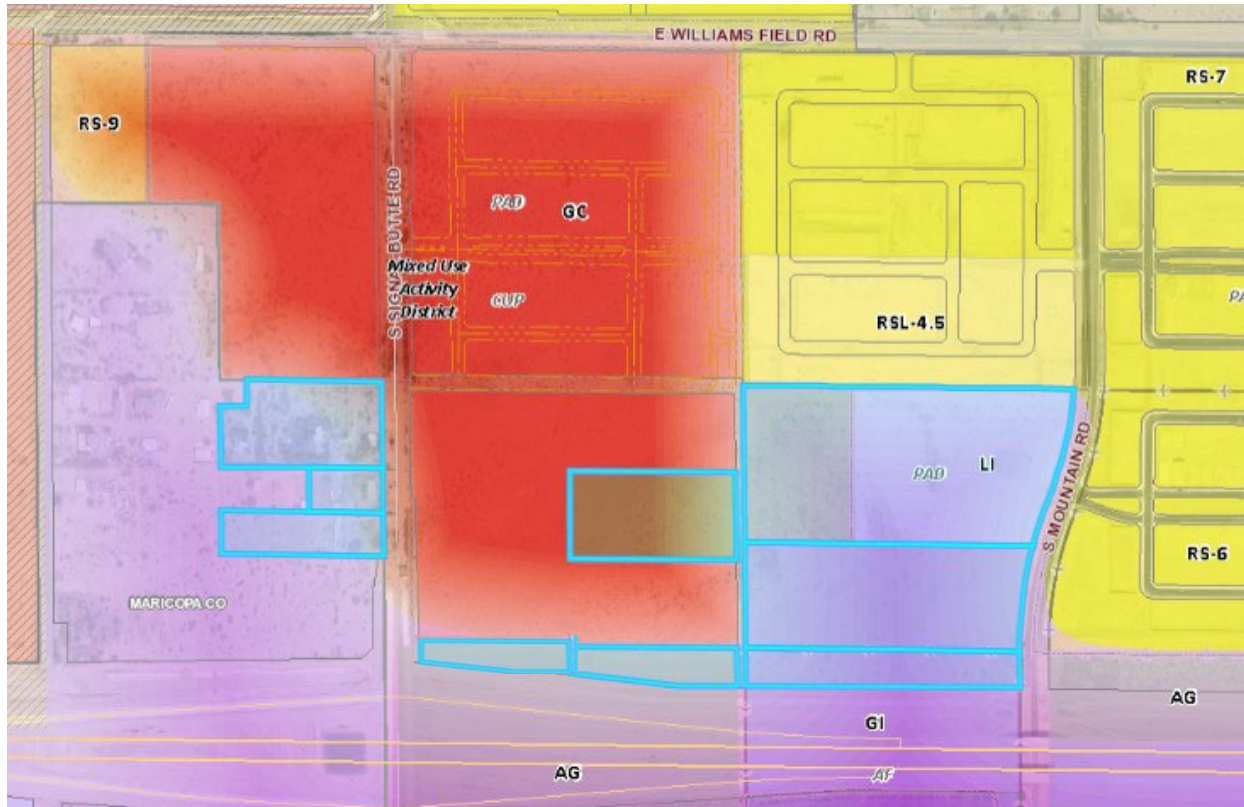 E WILLIAMS FIELD RD
RS-7
RS-9
S SIGNAL BUTTE RD
PAD
GC
Mixed Use
Activity
District
CUP
PA
RSL-4.5
PAD
LI
S MOUNTAIN RD
RS-6
MARICOPA CO
AG
GI
AG
AF